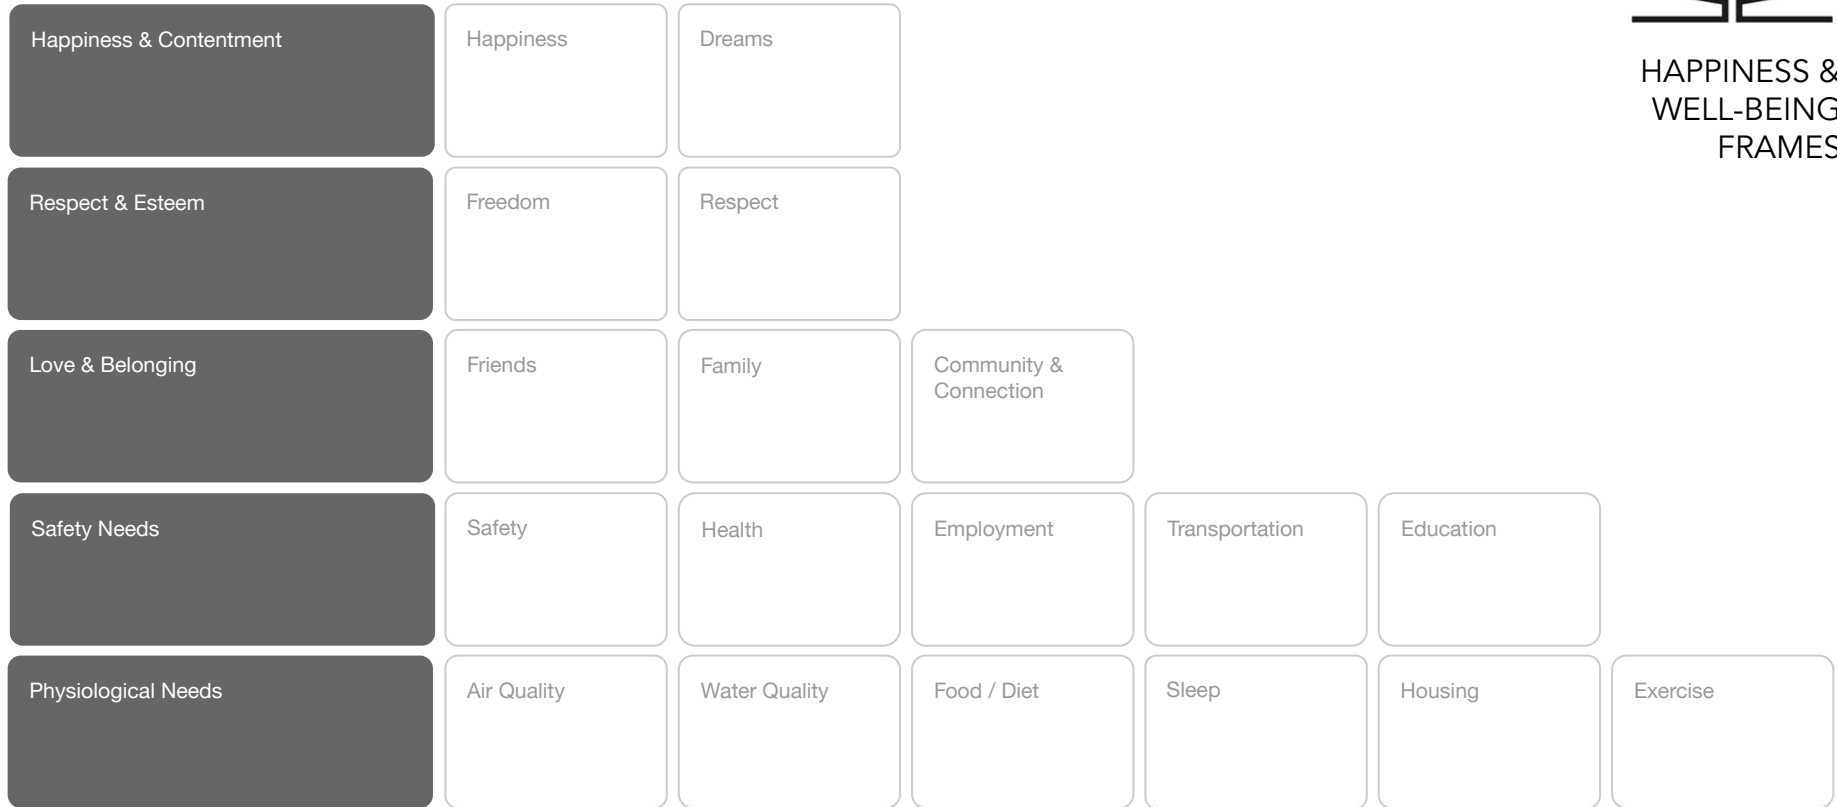 Happiness & Contentment
Happiness
Dreams
HAPPINESS &
WELL-BEING
FRAMES
Respect & Esteem
Freedom
Respect
Love & Belonging
Friends
Family
Community &
Connection
Safety Needs
Safety
Health
Employment
Transportation
Education
Physiological Needs
Air Quality
Water Quality
Food / Diet
Sleep
Housing
Exercise